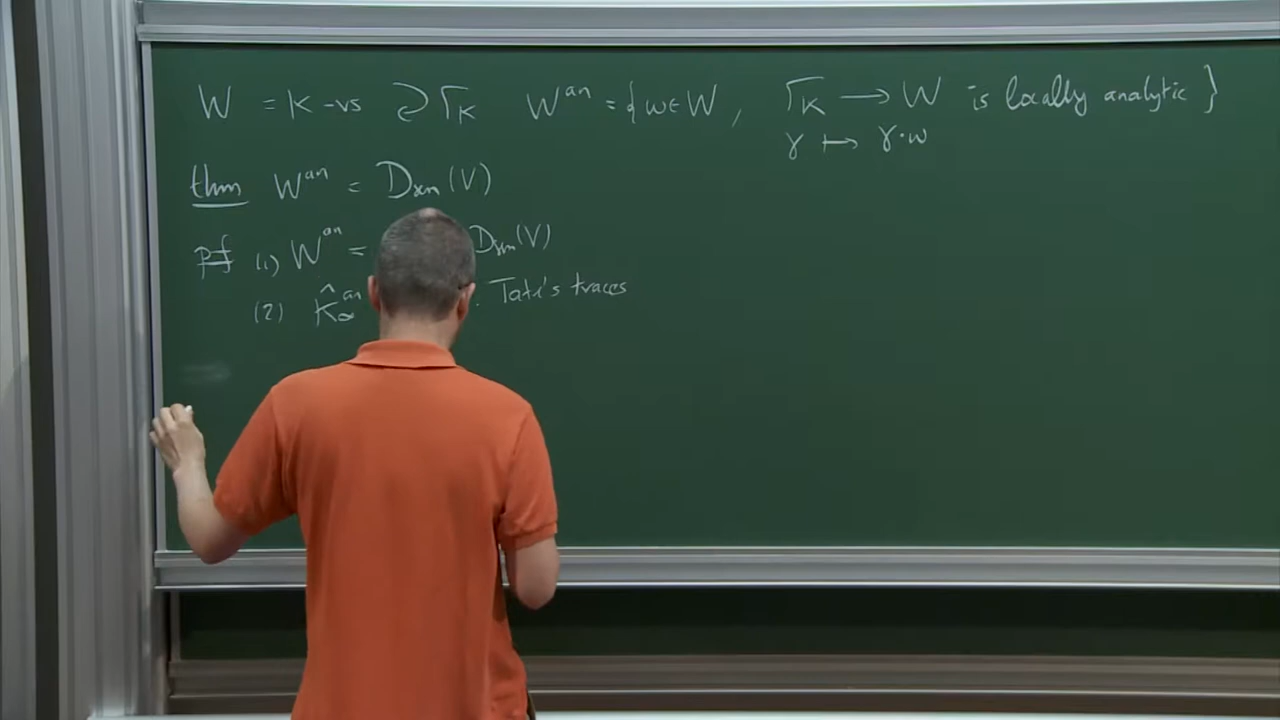 W = K-vs ⊃ Γ_K W^an = { w ∈ W , Γ_K → W is locally analytic }
γ ↦ γ·w
thm W^an = D_sen (V)
pf (1) W^an = D_sen (V)
(2) K̂_∞^an . Tate's traces